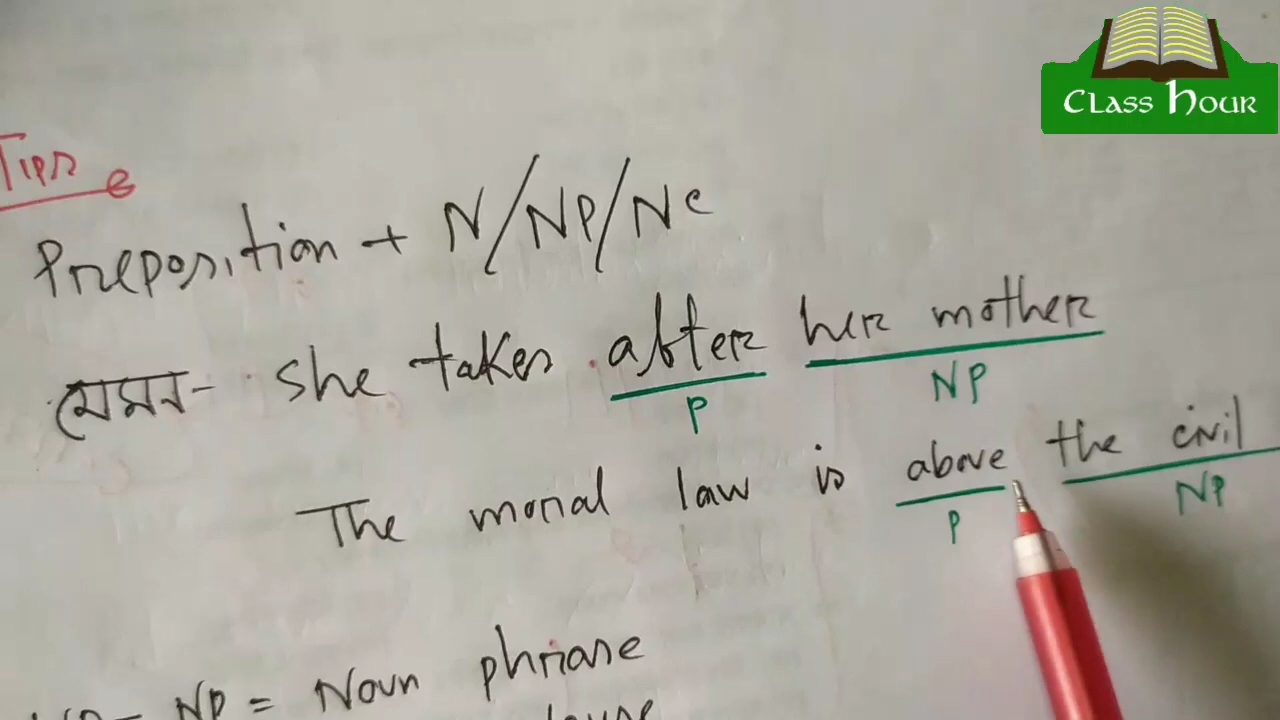 CLASS HOUR
Tips
Preposition + N/NP/NC
যেমন- She takes after her mother
P NP
The moral law is above the civil
P NP
NP = Noun phrase